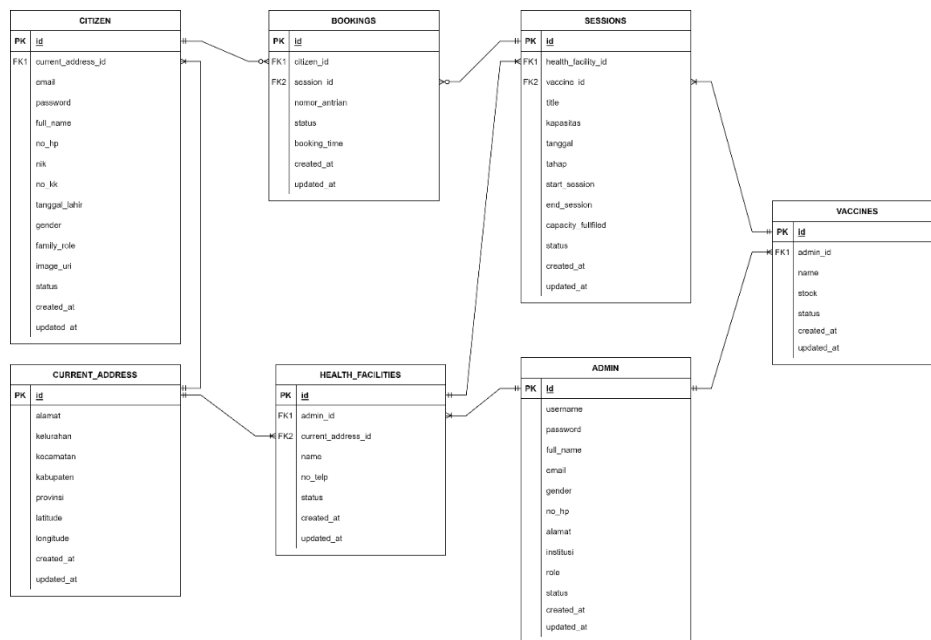 CITIZEN
PK id
FK1 current_address_id
email
password
full_name
no_hp
nik
no_kk
tanggal_lahir
gender
family_role
image_uri
status
created_at
updated_at
BOOKINGS
PK id
FK1 citizen_id
FK2 session_id
nomor_antrian
status
booking_time
created_at
updated_at
SESSIONS
PK id
FK1 health_facility_id
FK2 vaccine_id
title
kapasitas
tanggal
tahap
start_session
end_session
capacity_fullfiled
status
created_at
updated_at
VACCINES
PK id
FK1 admin_id
name
stock
status
created_at
updated_at
CURRENT_ADDRESS
PK id
alamat
kelurahan
kecamatan
kabupaten
provinsi
latitude
longitude
created_at
updated_at
HEALTH_FACILITIES
PK id
FK1 admin_id
FK2 current_address_id
name
no_telp
status
created_at
updated_at
ADMIN
PK id
username
password
full_name
email
gender
no_hp
alamat
institusi
role
status
created_at
updated_at